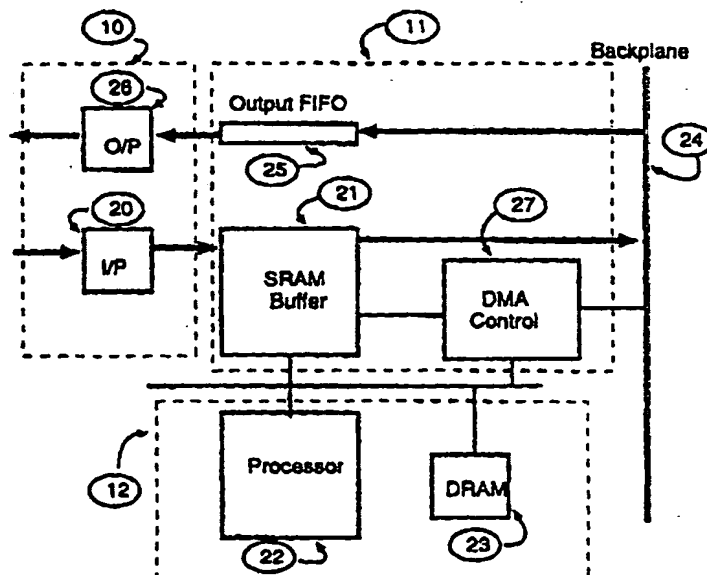 10
11
Backplane
26
Output FIFO
O/P
25
24
20
21
27
I/P
SRAM
Buffer
DMA
Control
Processor
DRAM
12
22
23